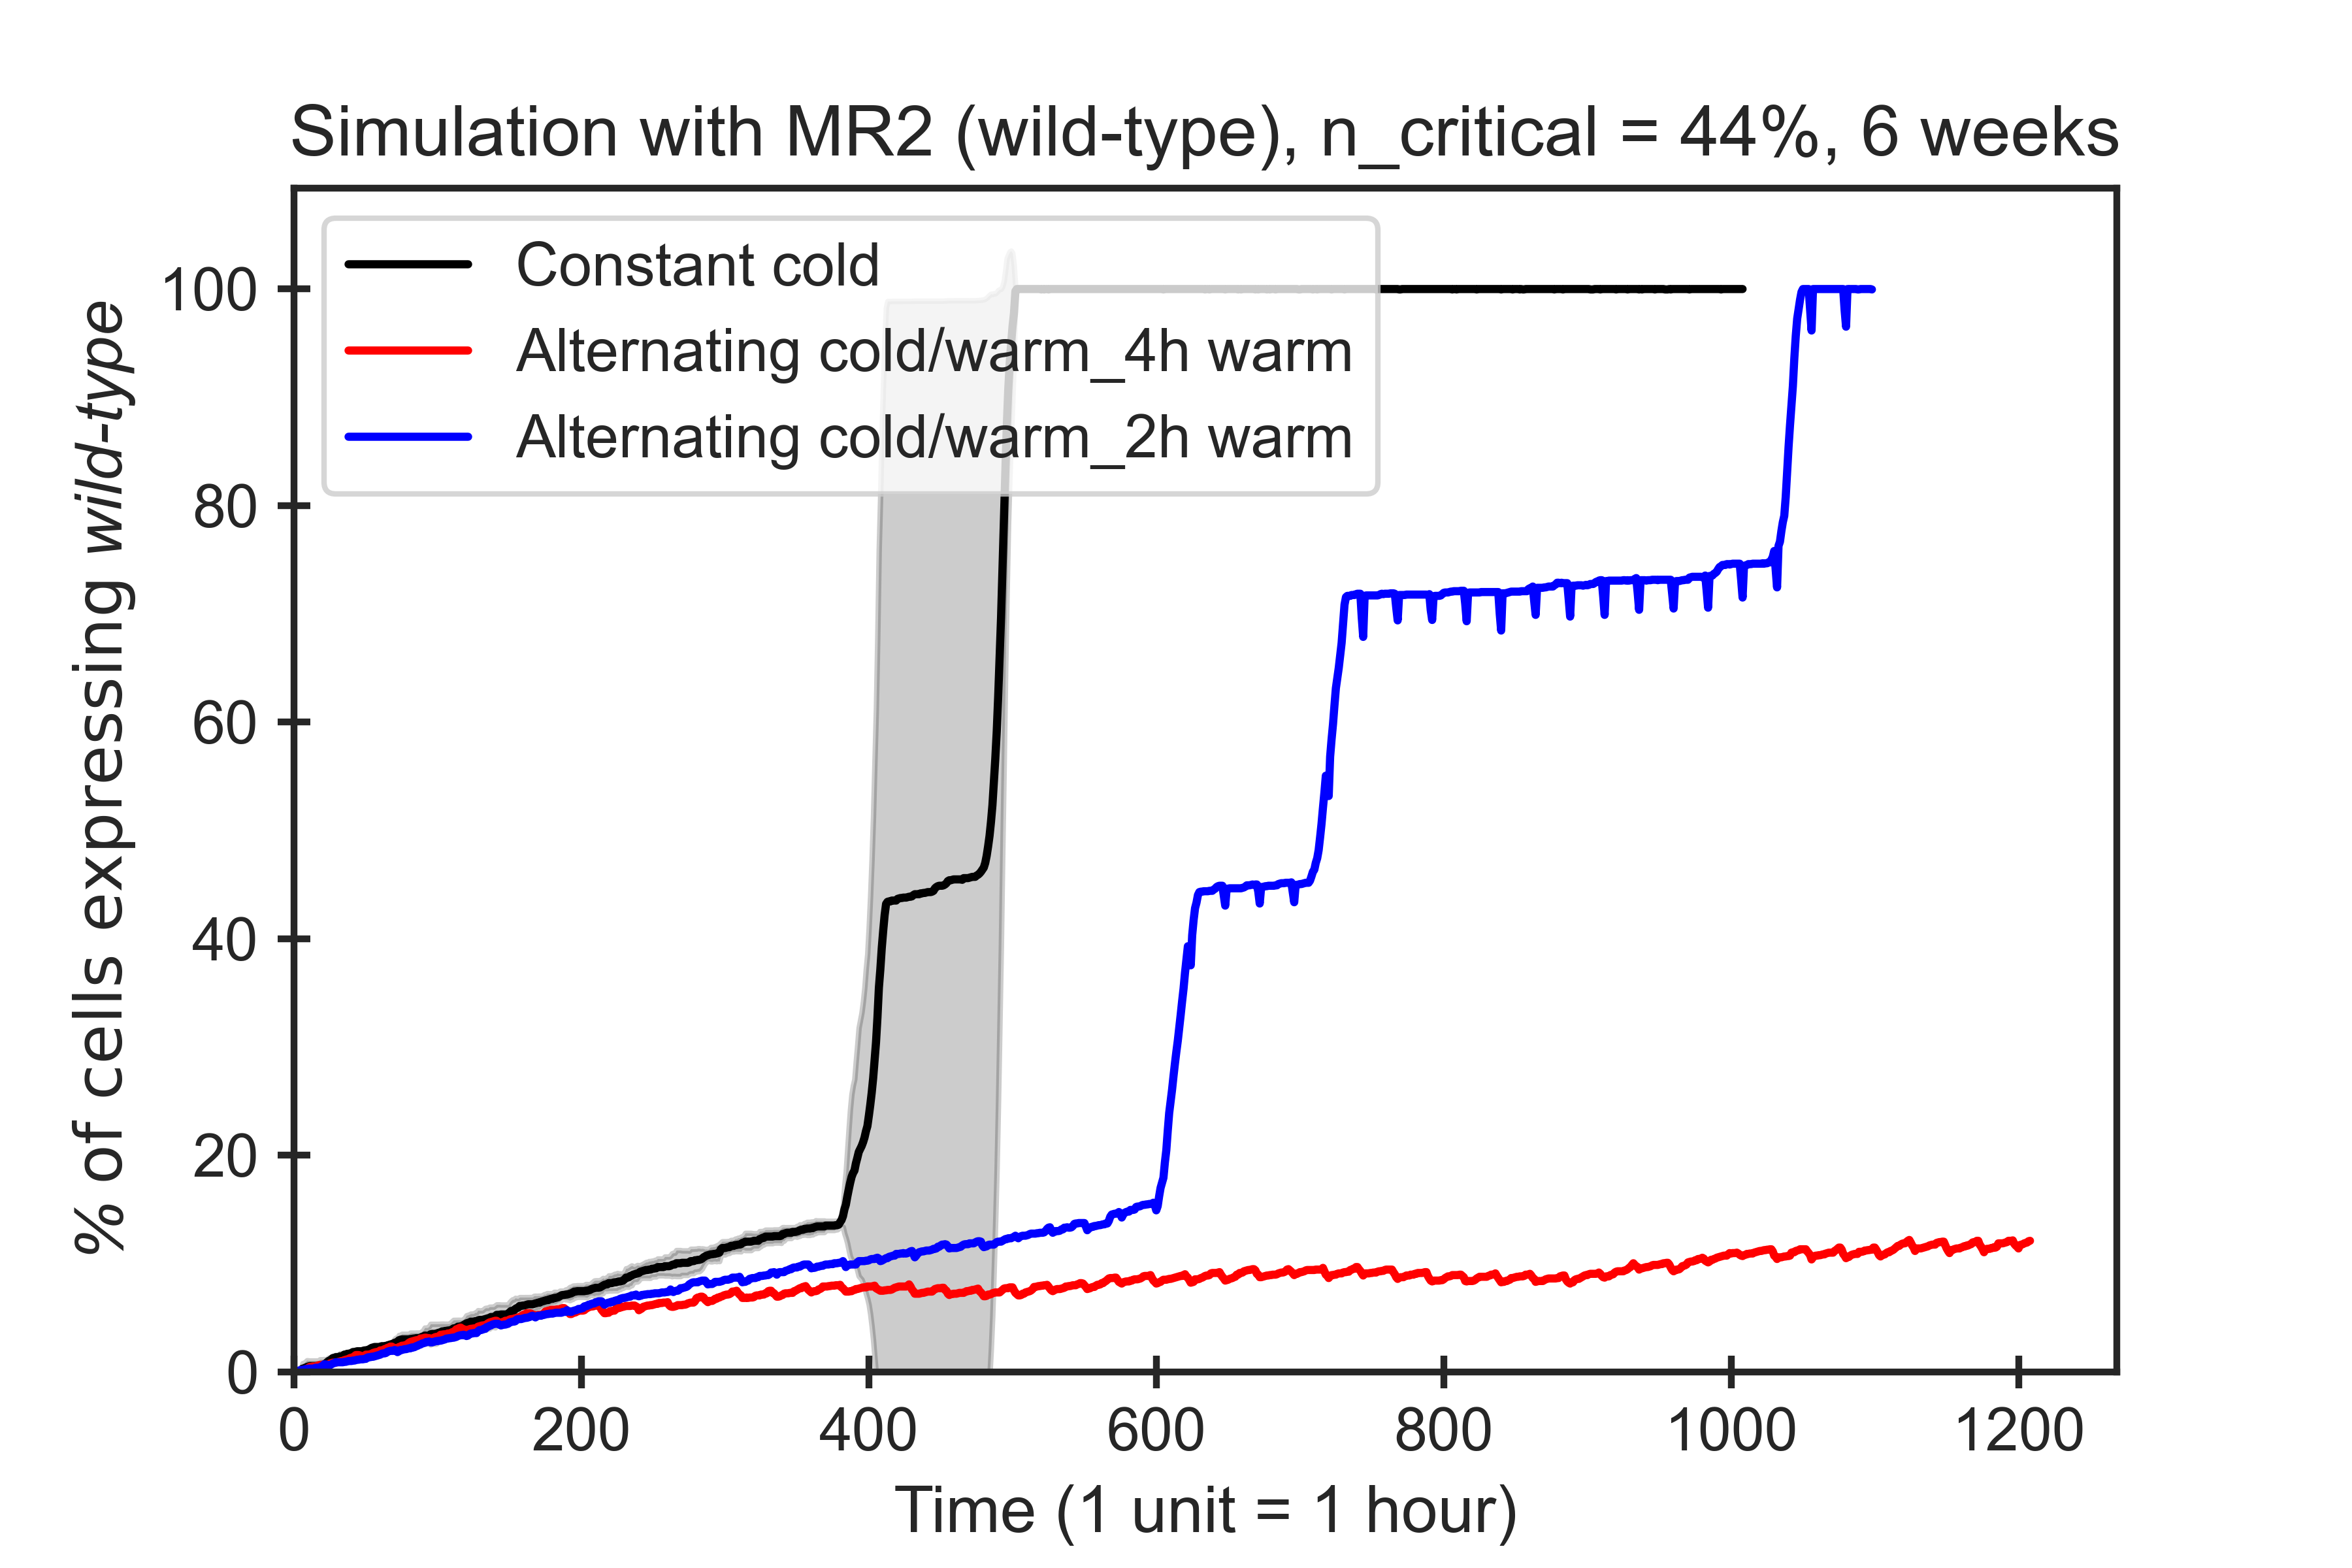 Simulation with MR2 (wild-type), n_critical = 44%, 6 weeks
Constant cold
Alternating cold/warm_4h warm
Alternating cold/warm_2h warm
% of cells expressing wild-type
100
80
60
40
20
0
0 200 400 600 800 1000 1200
Time (1 unit = 1 hour)